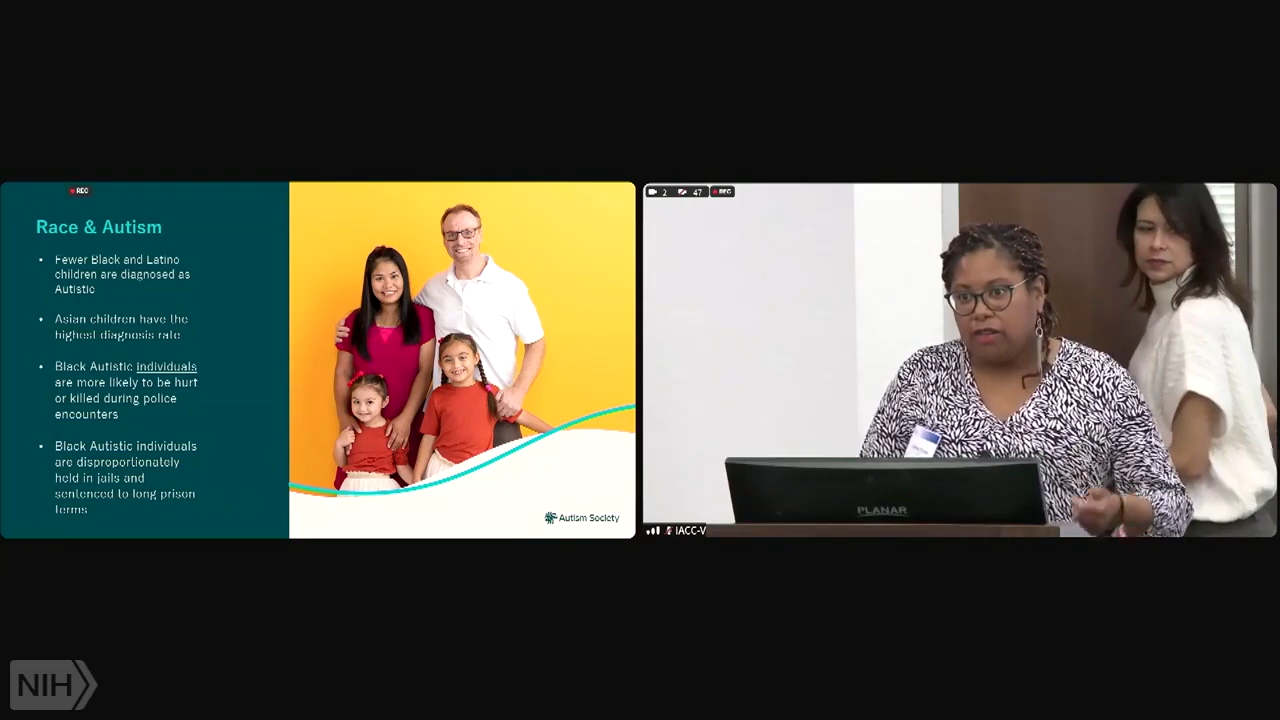 REC
Race & Autism
• Fewer Black and Latino
children are diagnosed as
Autistic
• Asian children have the
highest diagnosis rate
• Black Autistic individuals
are more likely to be hurt
or killed during police
encounters
• Black Autistic individuals
are disproportionately
held in jails and
sentenced to long prison
terms
Autism Society
2 47 REC
PLANAR
IACC-V
NIH